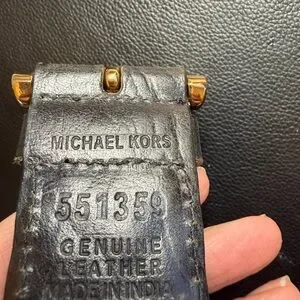 MICHAEL KORS
551359
GENUINE
LEATHER
MADE IN INDIA